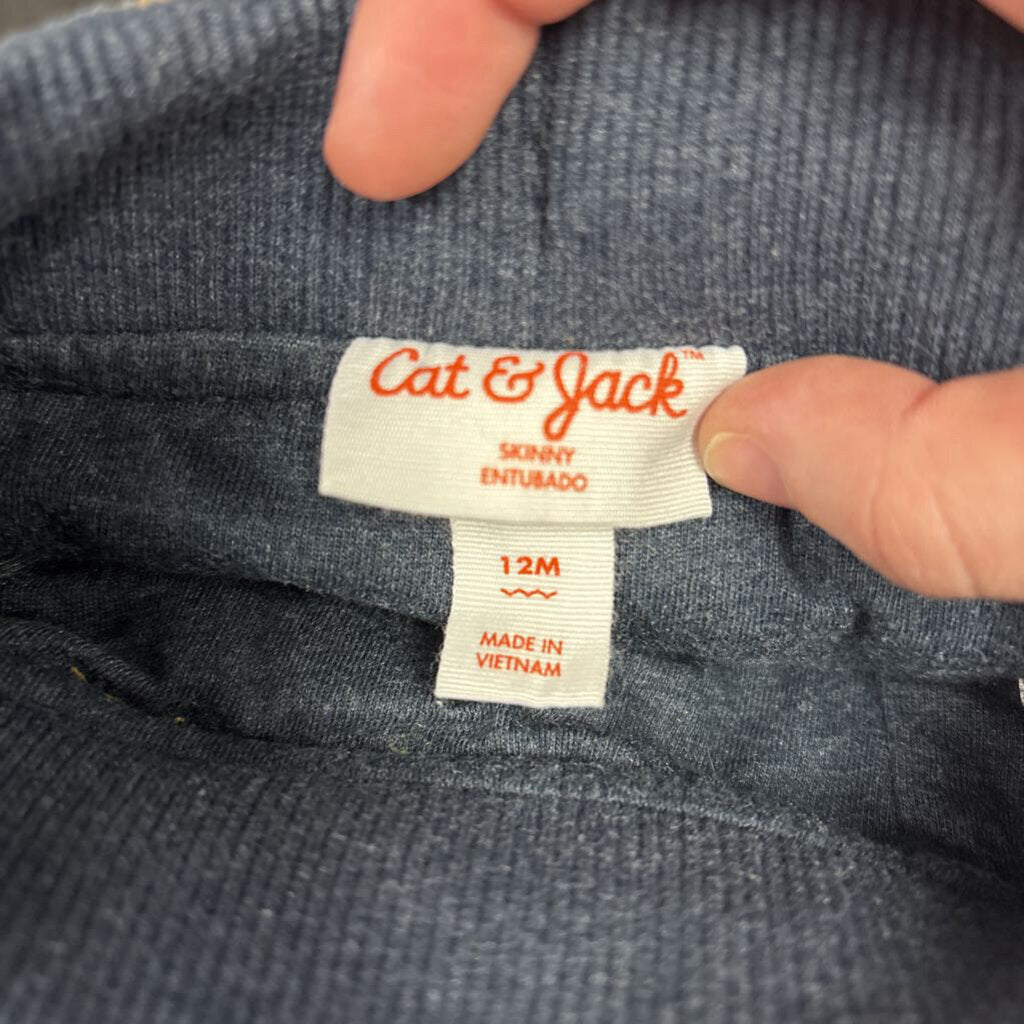 Cat & Jack™
SKINNY
ENTUBADO
12M
MADE IN
VIETNAM